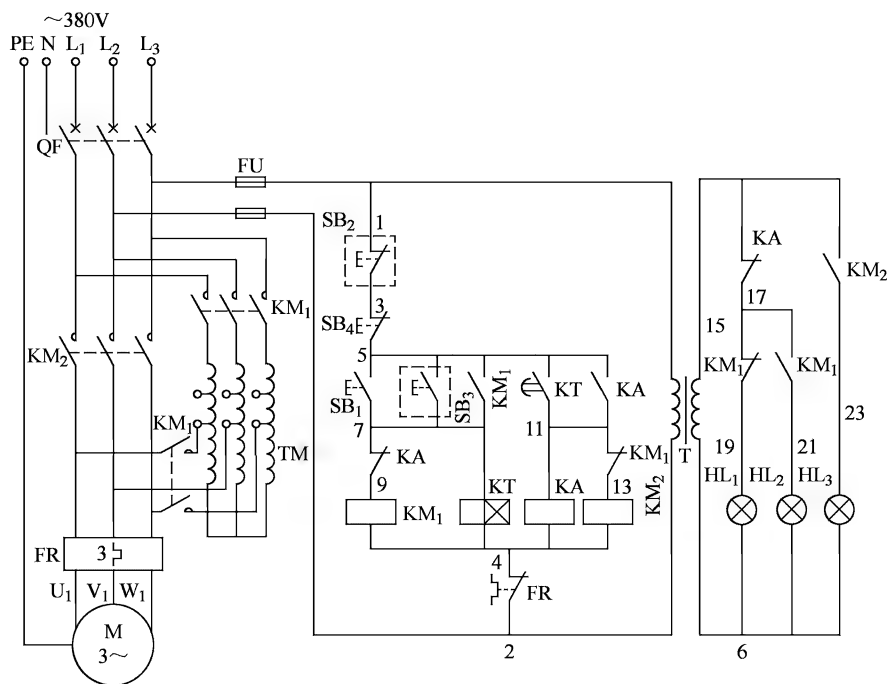 ～380V
PE N L₁ L₂ L₃
QF
FU
SB₂ 1
KA
KM₂
3
17
KM₁
SB₄
15
5
KM₂
KM₁ KM₁
SB₁
SB₃
KM₁
KT
KA
23
KM₁
7
11
TM
KA
KM₁
T
19
21
9
KT
KA
13
KM₂
HL₁ HL₂ HL₃
KM₁
FR 3
4
FR
U₁ V₁ W₁
M
3～
2
6